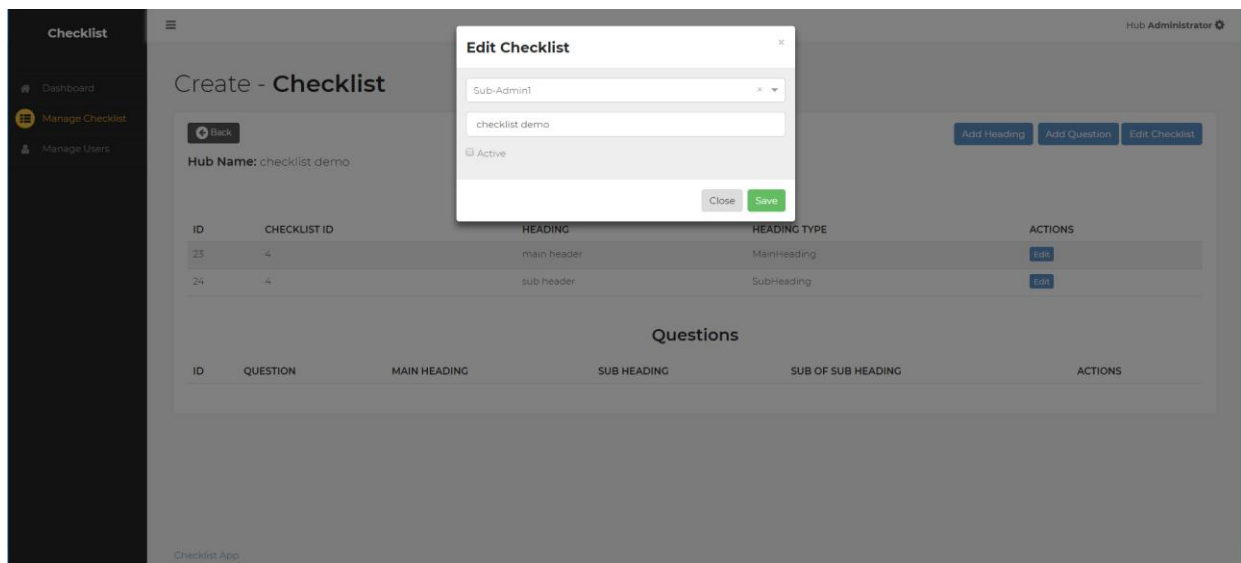 Checklist
Hub Administrator
Dashboard
Manage Checklist
Manage Users
Edit Checklist
×
Sub-Admin1
×
checklist demo
Active
Close
Save
Create - Checklist
Back
Add Heading
Add Question
Edit Checklist
Hub Name: checklist demo
ID CHECKLIST ID HEADING HEADING TYPE ACTIONS
23 4 main header MainHeading Edit
24 4 sub header SubHeading Edit
Questions
ID QUESTION MAIN HEADING SUB HEADING SUB OF SUB HEADING ACTIONS
Checklist App